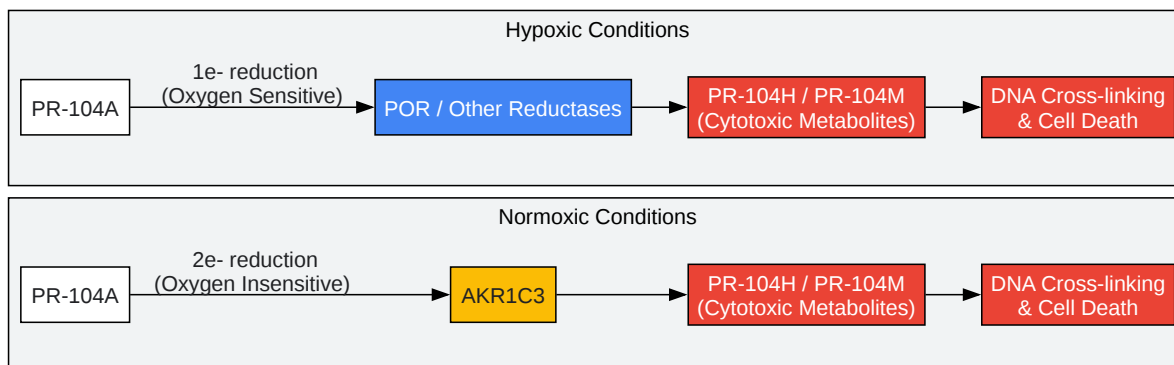 Hypoxic Conditions
PR-104A
1e- reduction
(Oxygen Sensitive)
POR / Other Reductases
PR-104H / PR-104M
(Cytotoxic Metabolites)
DNA Cross-linking
& Cell Death
Normoxic Conditions
PR-104A
2e- reduction
(Oxygen Insensitive)
AKR1C3
PR-104H / PR-104M
(Cytotoxic Metabolites)
DNA Cross-linking
& Cell Death